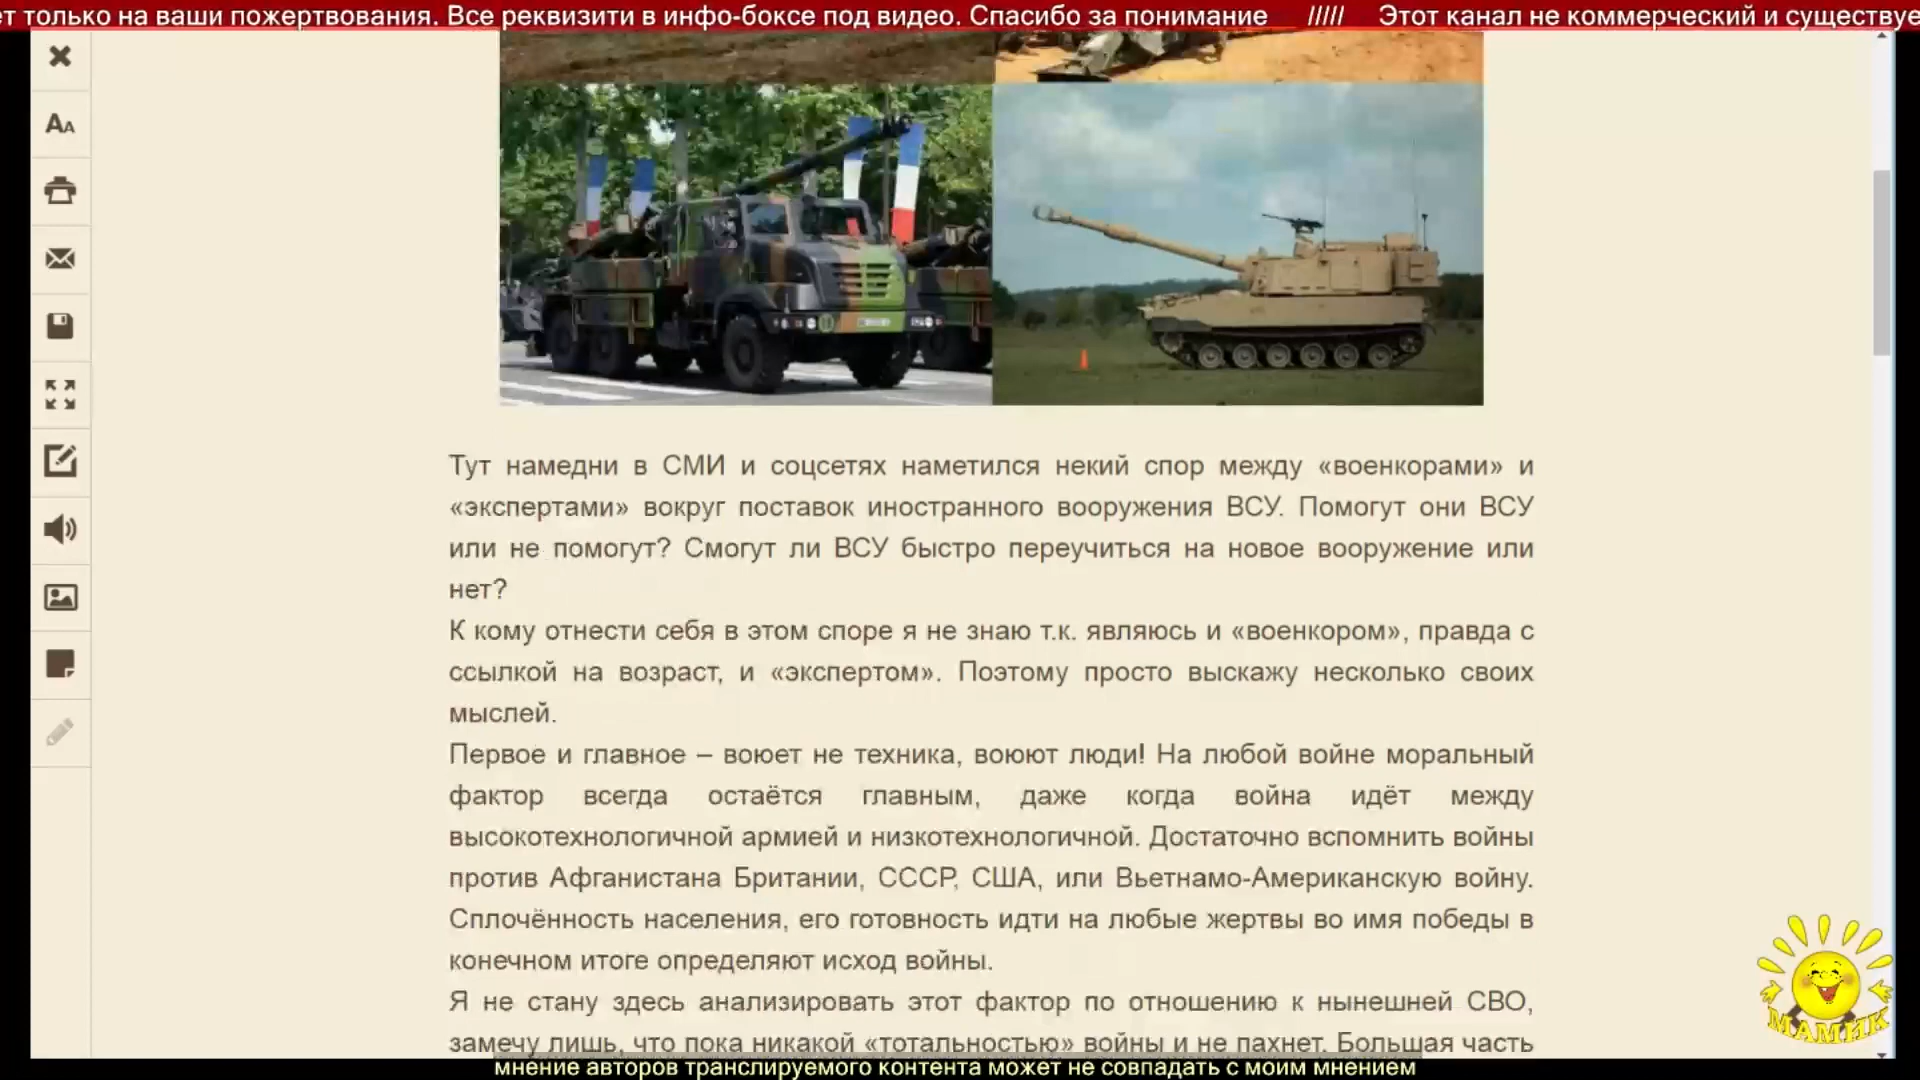 ет только на ваши пожертвования. Все реквизити в инфо-боксе под видео. Спасибо за понимание ///// Этот канал не коммерческий и существуе
Тут намедни в СМИ и соцсетях наметился некий спор между «военкорами» и
«экспертами» вокруг поставок иностранного вооружения ВСУ. Помогут они ВСУ
или не помогут? Смогут ли ВСУ быстро переучиться на новое вооружение или
нет?
К кому отнести себя в этом споре я не знаю т.к. являюсь и «военкором», правда с
ссылкой на возраст, и «экспертом». Поэтому просто выскажу несколько своих
мыслей.
Первое и главное – воюет не техника, воюют люди! На любой войне моральный
фактор всегда остаётся главным, даже когда война идёт между
высокотехнологичной армией и низкотехнологичной. Достаточно вспомнить войны
против Афганистана Британии, СССР, США, или Вьетнамо-Американскую войну.
Сплочённость населения, его готовность идти на любые жертвы во имя победы в
конечном итоге определяют исход войны.
Я не стану здесь анализировать этот фактор по отношению к нынешней СВО,
замечу лишь, что пока никакой «тотальностью» войны и не пахнет. Большая часть
МАМИК
мнение авторов транслируемого контента может не совпадать с моим мнением